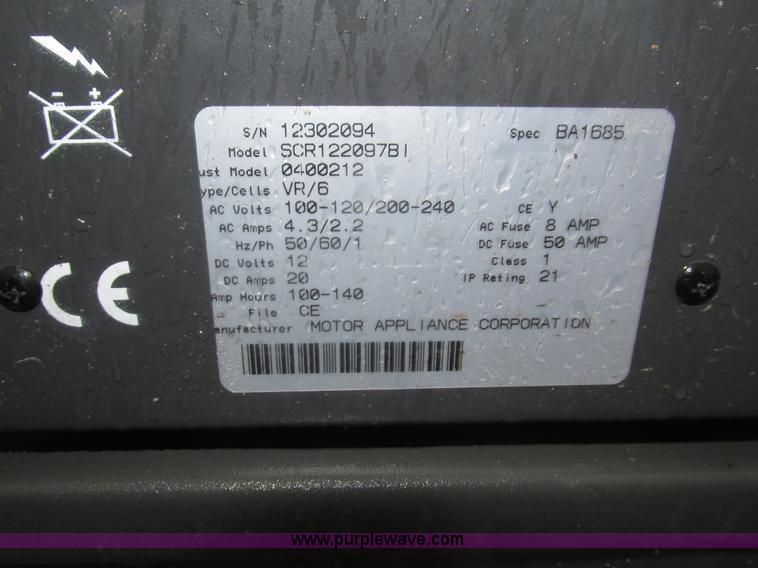 S/N 12302094 Spec BA1685
Model SCR122097BI
ust Model 0400212
ype/Cells VR/6
AC Volts 100-120/200-240 CE Y
AC Amps 4.3/2.2 AC Fuse 8 AMP
Hz/Ph 50/60/1 DC Fuse 50 AMP
DC Volts 12 Class 1
DC Amps 20 IP Rating 21
Amp Hours 100-140
File CE
anufacturer MOTOR APPLIANCE CORPORATION
CE
www.purplewave.com